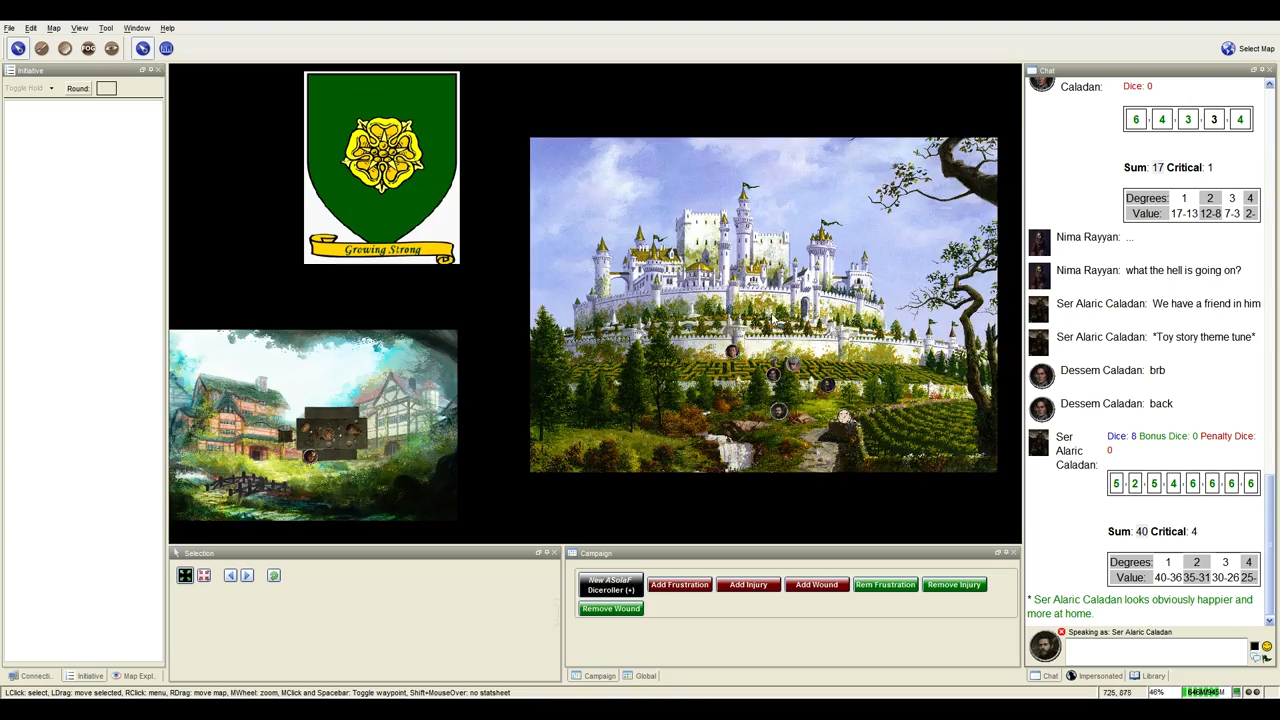 File Edit Map View Tool Window Help
Select Map
Initiative
Toggle Hold Round:
Growing Strong
Chat
Caladan: Dice: 0
6 4 3 3 4
Sum: 17 Critical: 1
Degrees: 1 2 3 4
Value: 17-13 12-8 7-3 2-
Nima Rayyan: ...
Nima Rayyan: what the hell is going on?
Ser Alaric Caladan: We have a friend in him
Ser Alaric Caladan: *Toy story theme tune*
Dessem Caladan: brb
Dessem Caladan: back
Ser Alaric Caladan: Dice: 8 Bonus Dice: 0 Penalty Dice: 0
5 2 5 4 6 6 6 6
Sum: 40 Critical: 4
Degrees: 1 2 3 4
Value: 40-36 35-31 30-26 25-
* Ser Alaric Caladan looks obviously happier and
more at home.
Speaking as: Ser Alaric Caladan
Selection
Campaign
New ASoIaF
Diceroller (+)
Add Frustration Add Injury Add Wound Rem Frustration Remove Injury
Remove Wound
Connecti.. Initiative Map Expl.. Campaign Global Chat Impersonated Library
LClick: select, LDrag: move selected, RClick: menu, RDrag: move map, MWheel: zoom, MClick and Spacebar: Toggle waypoint, Shift+MouseOver: no statsheet
725, 876 46%